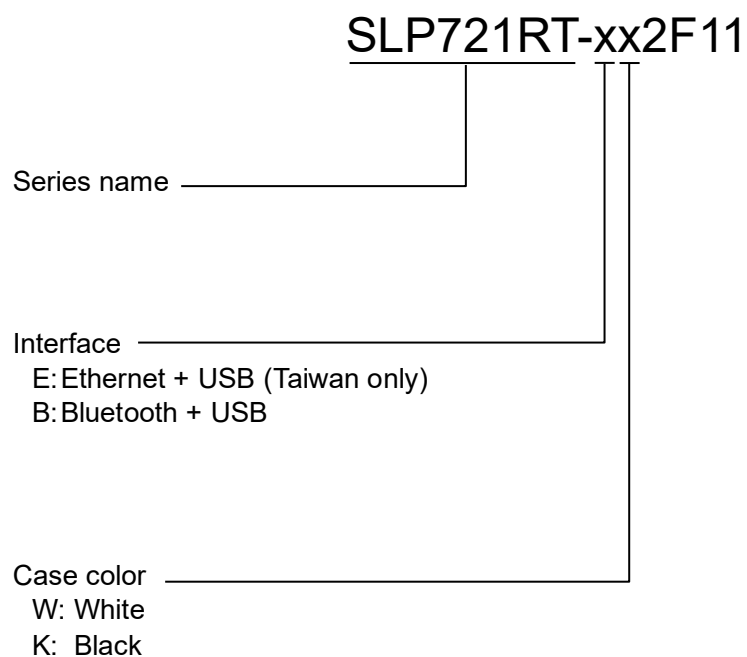 SLP721RT-xx2F11
Series name
Interface
E: Ethernet + USB (Taiwan only)
B: Bluetooth + USB
Case color
W: White
K: Black